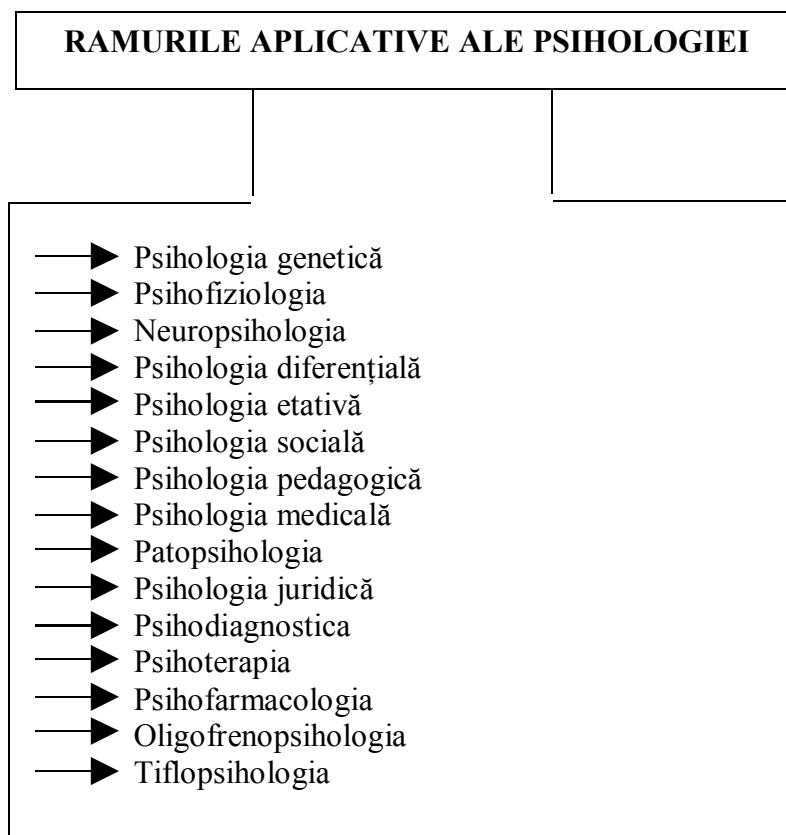 RAMURILE APLICATIVE ALE PSIHOLOGIEI
Psihologia genetică
Psihofiziologia
Neuropsihologia
Psihologia diferențială
Psihologia etativă
Psihologia socială
Psihologia pedagogică
Psihologia medicală
Patopsihologia
Psihologia juridică
Psihodiagnostica
Psihoterapia
Psihofarmacologia
Oligofrenopsihologia
Tiflopsihologia